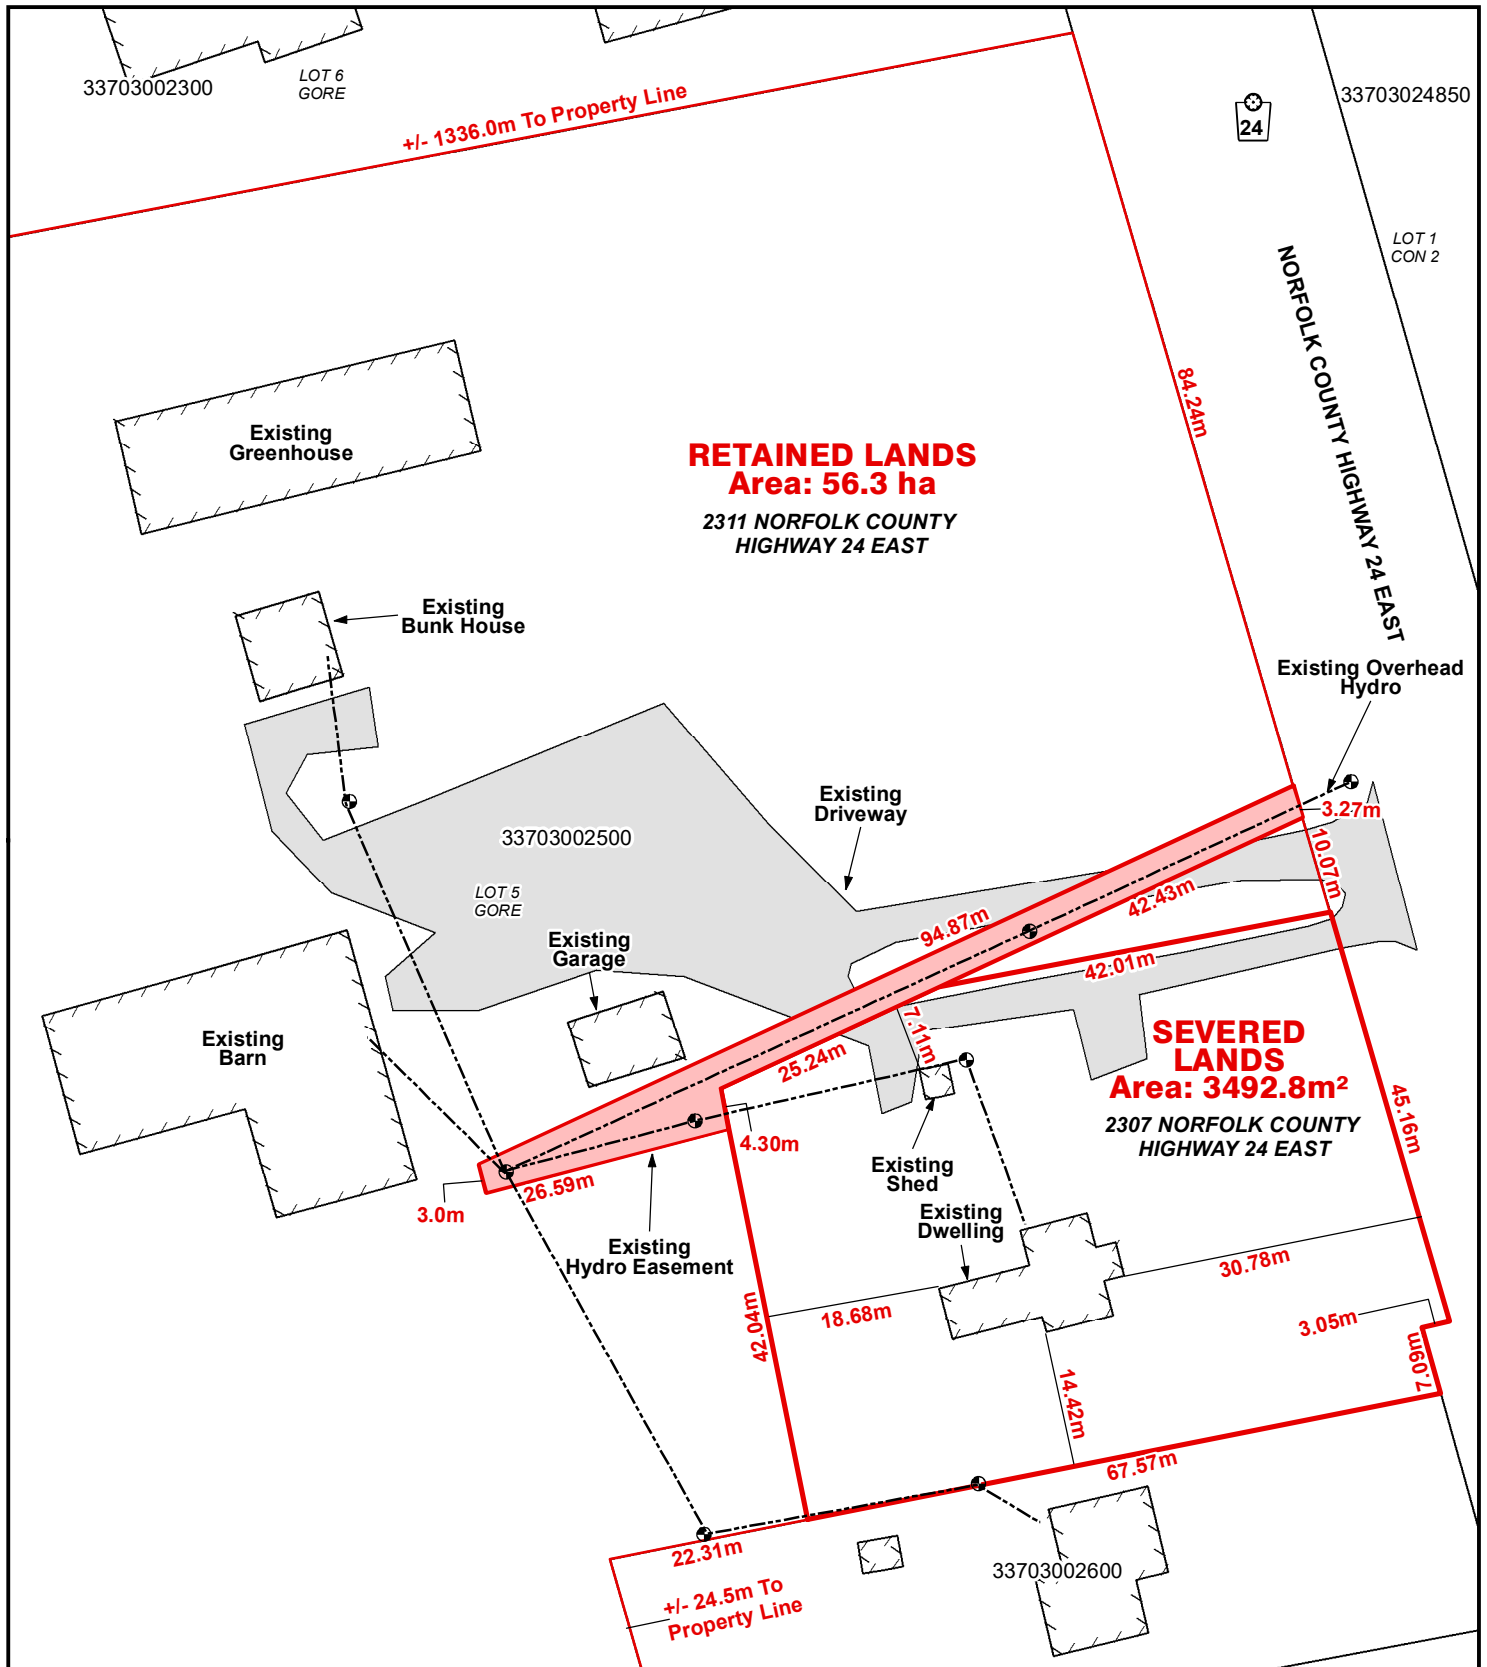 33703002300
LOT 6
GORE
+/- 1336.0m To Property Line
24
33703024850
LOT 1
CON 2
NORFOLK COUNTY HIGHWAY 24 EAST
84.24m
Existing
Greenhouse
RETAINED LANDS
Area: 56.3 ha
2311 NORFOLK COUNTY
HIGHWAY 24 EAST
Existing
Bunk House
Existing Overhead
Hydro
Existing
Driveway
3.27m
10.07m
33703002500
LOT 5
GORE
94.87m
42.43m
Existing
Garage
42.01m
Existing
Barn
7.11m
25.24m
SEVERED
LANDS
Area: 3492.8m²
2307 NORFOLK COUNTY
HIGHWAY 24 EAST
45.16m
4.30m
Existing
Shed
26.59m
3.0m
Existing
Dwelling
Existing
Hydro Easement
30.78m
18.68m
42.04m
3.05m
7.09m
14.42m
67.57m
22.31m
33703002600
+/- 24.5m To
Property Line